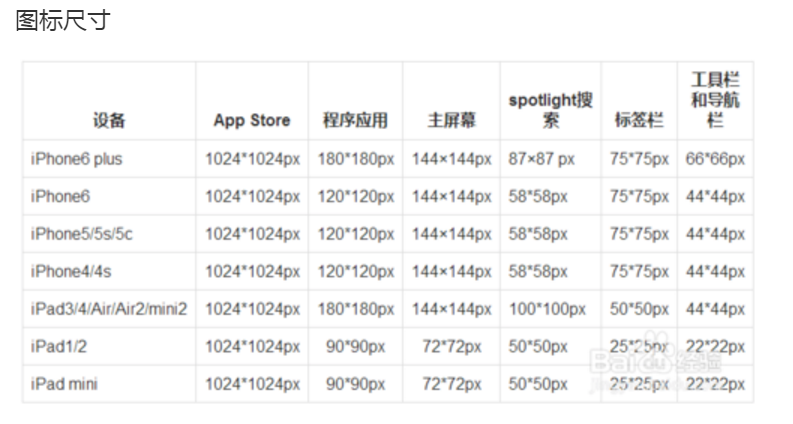 图标尺寸
设备 App Store 程序应用 主屏幕 spotlight搜索 标签栏 工具栏和导航栏
iPhone6 plus 1024*1024px 180*180px 144×144px 87×87 px 75*75px 66*66px
iPhone6 1024*1024px 120*120px 144×144px 58*58px 75*75px 44*44px
iPhone5/5s/5c 1024*1024px 120*120px 144×144px 58*58px 75*75px 44*44px
iPhone4/4s 1024*1024px 120*120px 144×144px 58*58px 75*75px 44*44px
iPad3/4/Air/Air2/mini2 1024*1024px 180*180px 144×144px 100*100px 50*50px 44*44px
iPad1/2 1024*1024px 90*90px 72*72px 50*50px 25*25px 22*22px
iPad mini 1024*1024px 90*90px 72*72px 50*50px 25*25px 22*22px
Baidu经验